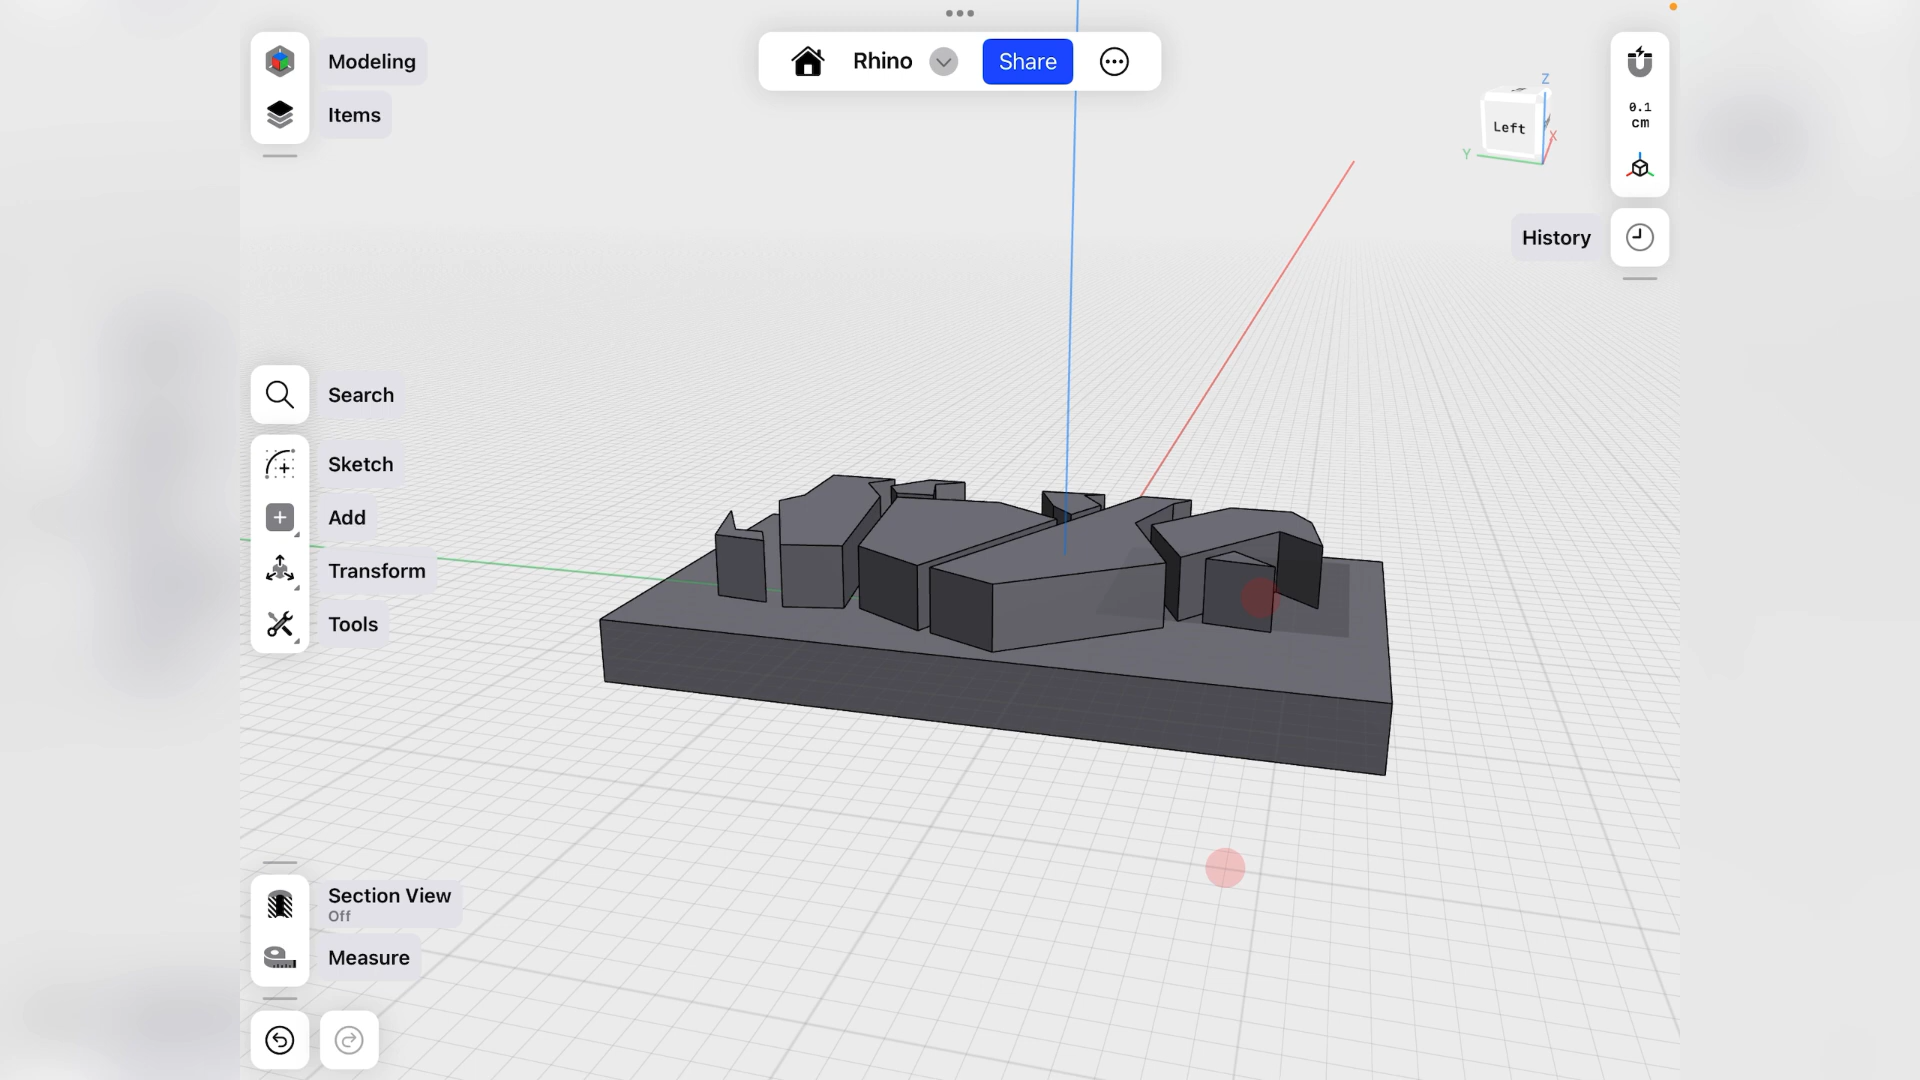 Modeling
Items
Rhino
Share
Z
Left
X
Y
0.1
cm
History
Search
Sketch
Add
Transform
Tools
Section View
Off
Measure